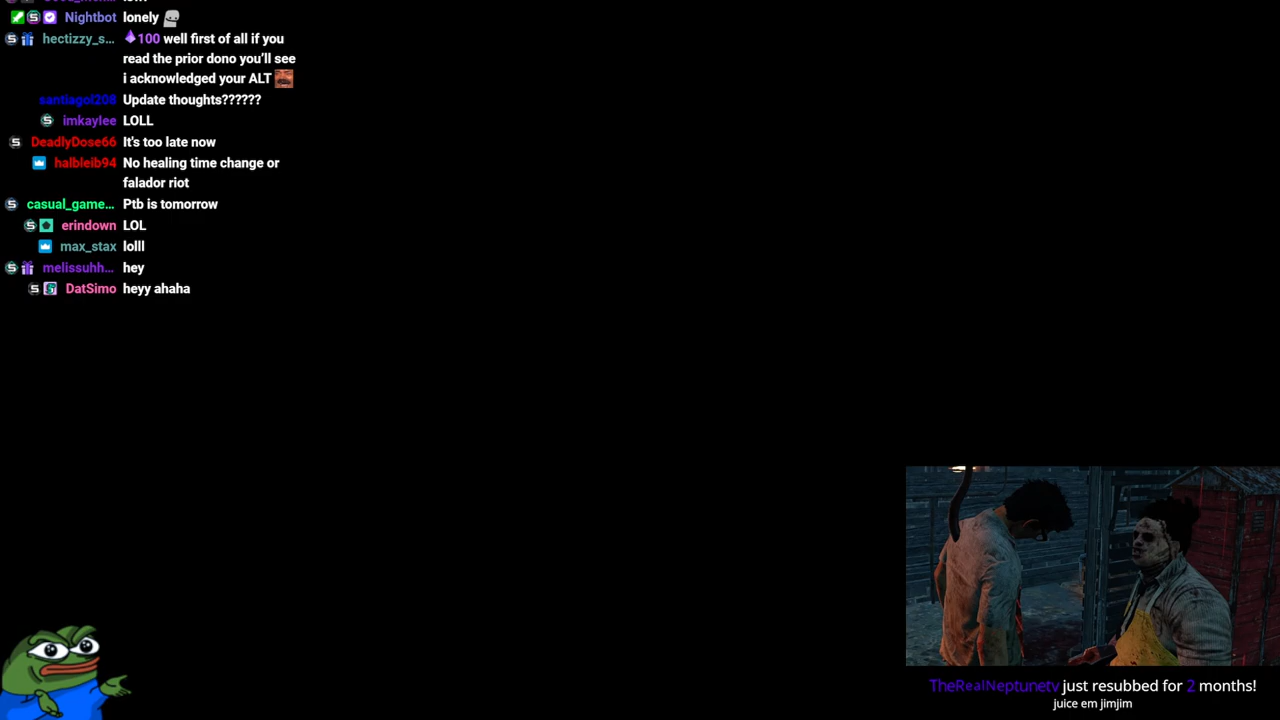 Nightbot lonely
hectizzy_s... 100 well first of all if you
read the prior dono you'll see
i acknowledged your ALT
santiagol206 Update thoughts??????
imkaylee LOLL
DeadlyDose66 It's too late now
halbleib94 No healing time change or
falador riot
casual_game... Ptb is tomorrow
erindown LOL
max_stax lolll
melissuhh... hey
DatSimo heyy ahaha
TheRealNeptunetv just resubbed for 2 months!
juice em jimjim